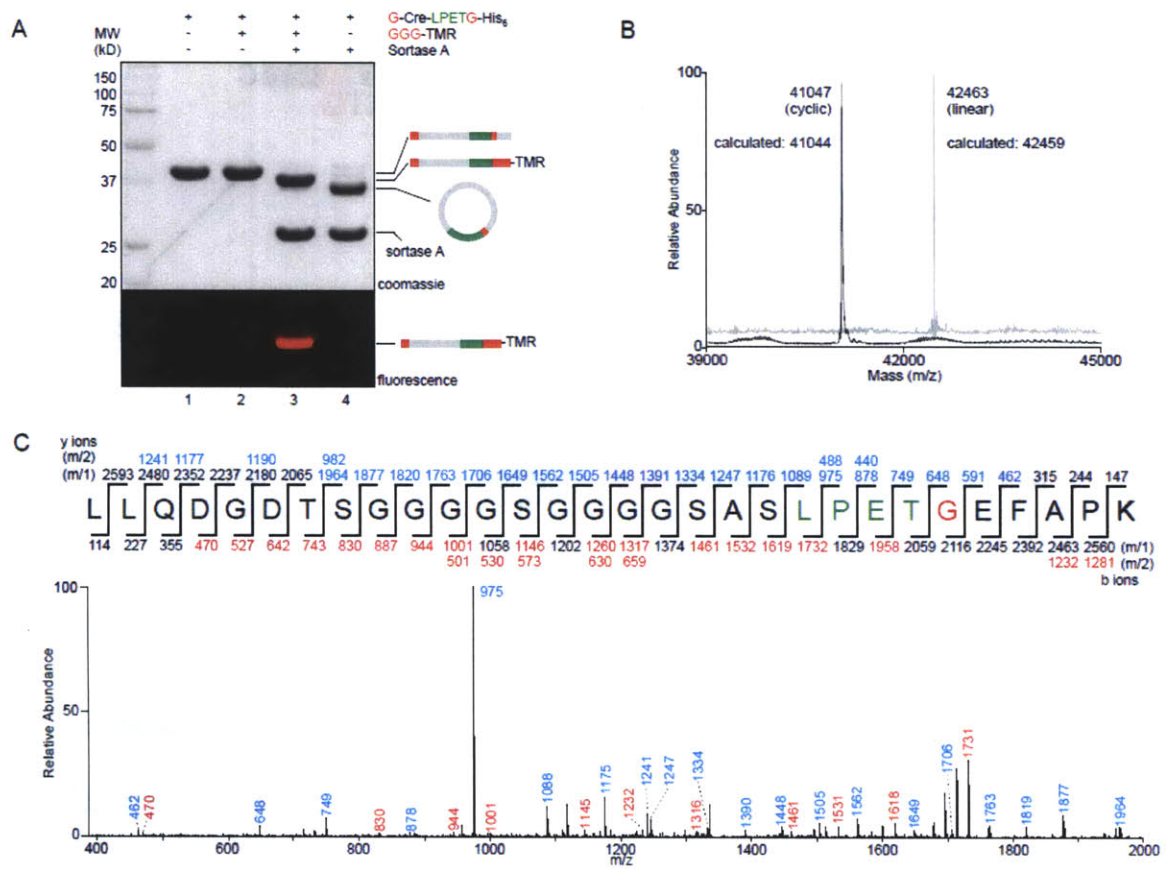 A
MW
(kD)
+ + + + G-Cre-LPETG-His6
- + + - GGG-TMR
- - + + Sortase A
150
100
75
50
37
25
20
-TMR
sortase A
coomassie
-TMR
fluorescence
1 2 3 4
B
Relative Abundance
100
50
0
41047
(cyclic)
calculated: 41044
42463
(linear)
calculated: 42459
39000 42000 45000
Mass (m/z)
C
y ions
(m/2) 1241 1177 1190 982 488 440
(m/1) 2593 2480 2352 2237 2180 2065 1964 1877 1820 1763 1706 1649 1562 1505 1448 1391 1334 1247 1176 1089 975 878 749 648 591 462 315 244 147
L L Q D G D T S G G G G S G G G G S A S L P E T G E F A P K
114 227 355 470 527 642 743 830 887 944 1001 1058 1146 1202 1260 1317 1374 1461 1532 1619 1732 1829 1958 2059 2116 2245 2392 2463 2560 (m/1)
501 530 573 630 659 1232 1281 (m/2)
b ions
Relative Abundance
100
50
0
462 470 648 749 830 878 944 975 1001 1088 1145 1175 1232 1241 1247 1316 1334 1390 1448 1461 1505 1531 1562 1618 1649 1706 1731 1763 1819 1877 1964
400 600 800 1000 1200 1400 1600 1800 2000
m/z